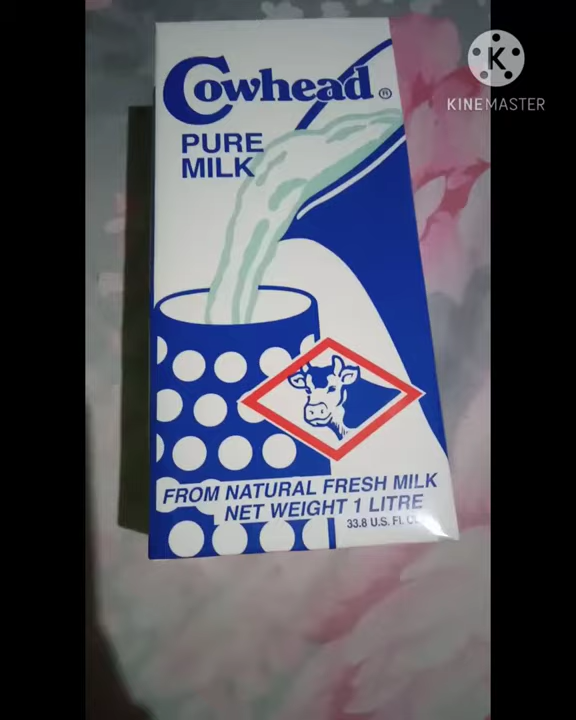 Cowhead ®
PURE
MILK
FROM NATURAL FRESH MILK
NET WEIGHT 1 LITRE
33.8 U.S. FL
K
KINEMASTER